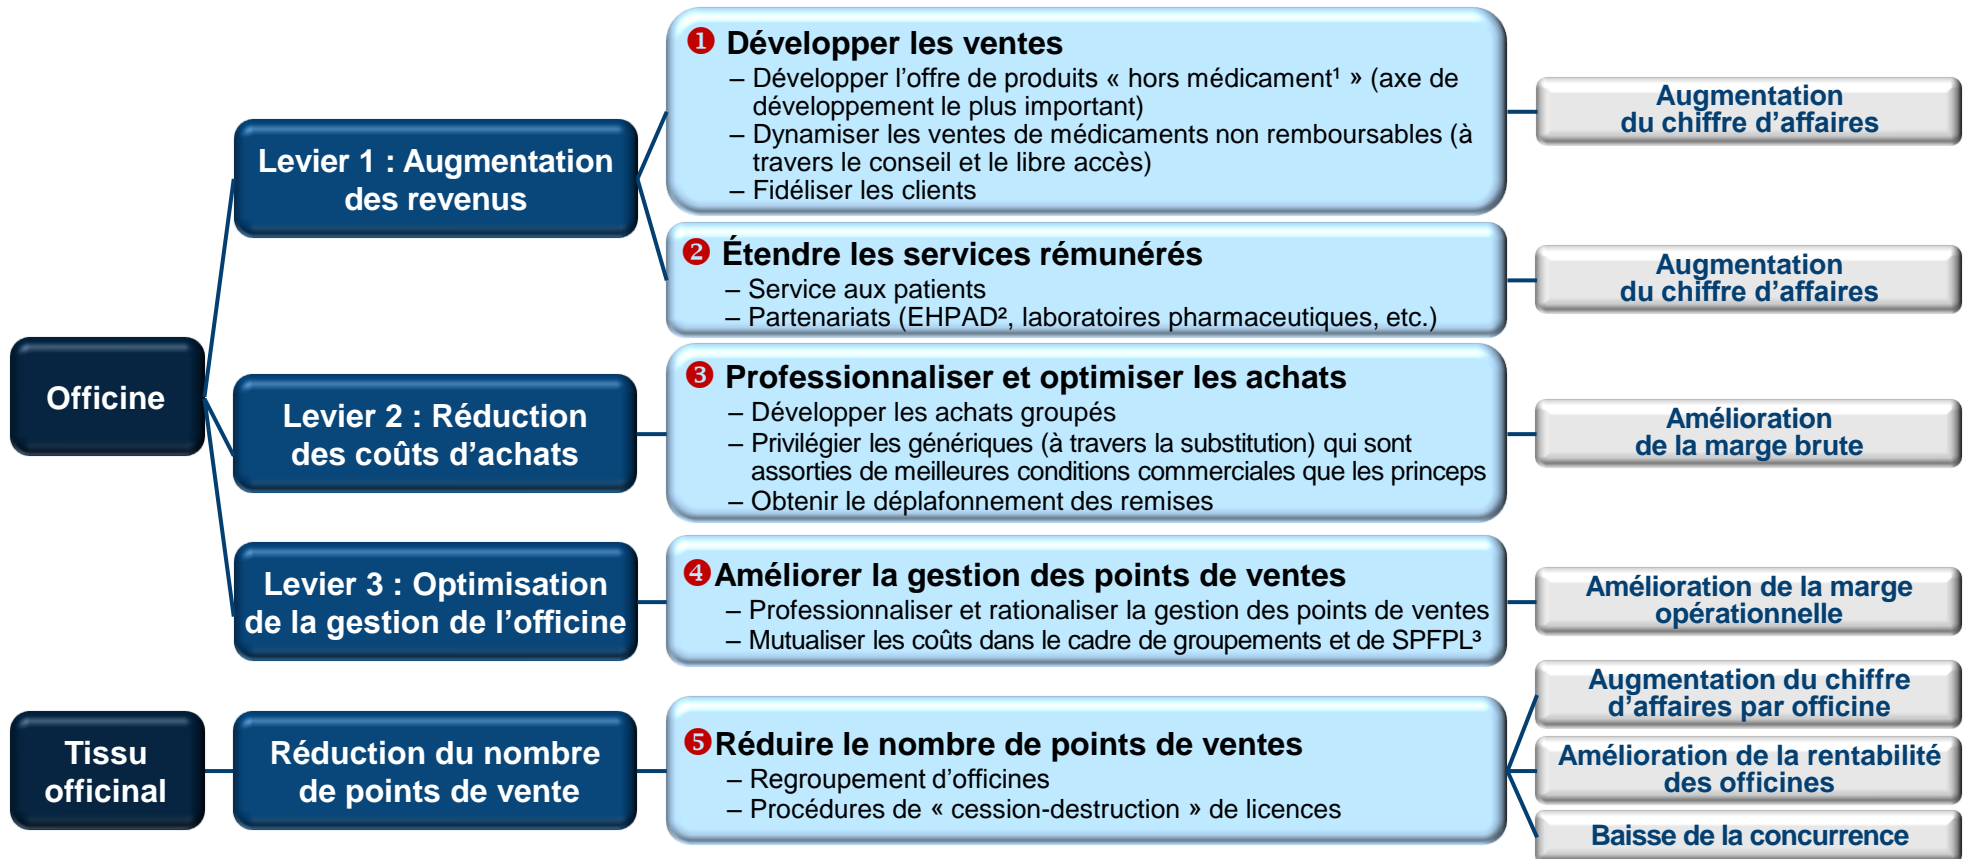 Officine
Levier 1 : Augmentation
des revenus
❶ Développer les ventes
– Développer l’offre de produits « hors médicament¹ » (axe de
développement le plus important)
– Dynamiser les ventes de médicaments non remboursables (à
travers le conseil et le libre accès)
– Fidéliser les clients
Augmentation
du chiffre d’affaires
❷ Étendre les services rémunérés
– Service aux patients
– Partenariats (EHPAD², laboratoires pharmaceutiques, etc.)
Augmentation
du chiffre d’affaires
Levier 2 : Réduction
des coûts d’achats
❸ Professionnaliser et optimiser les achats
– Développer les achats groupés
– Privilégier les génériques (à travers la substitution) qui sont
assorties de meilleures conditions commerciales que les princeps
– Obtenir le déplafonnement des remises
Amélioration
de la marge brute
Levier 3 : Optimisation
de la gestion de l’officine
❹Améliorer la gestion des points de ventes
– Professionnaliser et rationaliser la gestion des points de ventes
– Mutualiser les coûts dans le cadre de groupements et de SPFPL³
Amélioration de la marge
opérationnelle
Tissu
officinal
Réduction du nombre
de points de vente
❺Réduire le nombre de points de ventes
– Regroupement d’officines
– Procédures de « cession-destruction » de licences
Augmentation du chiffre
d’affaires par officine
Amélioration de la rentabilité
des officines
Baisse de la concurrence